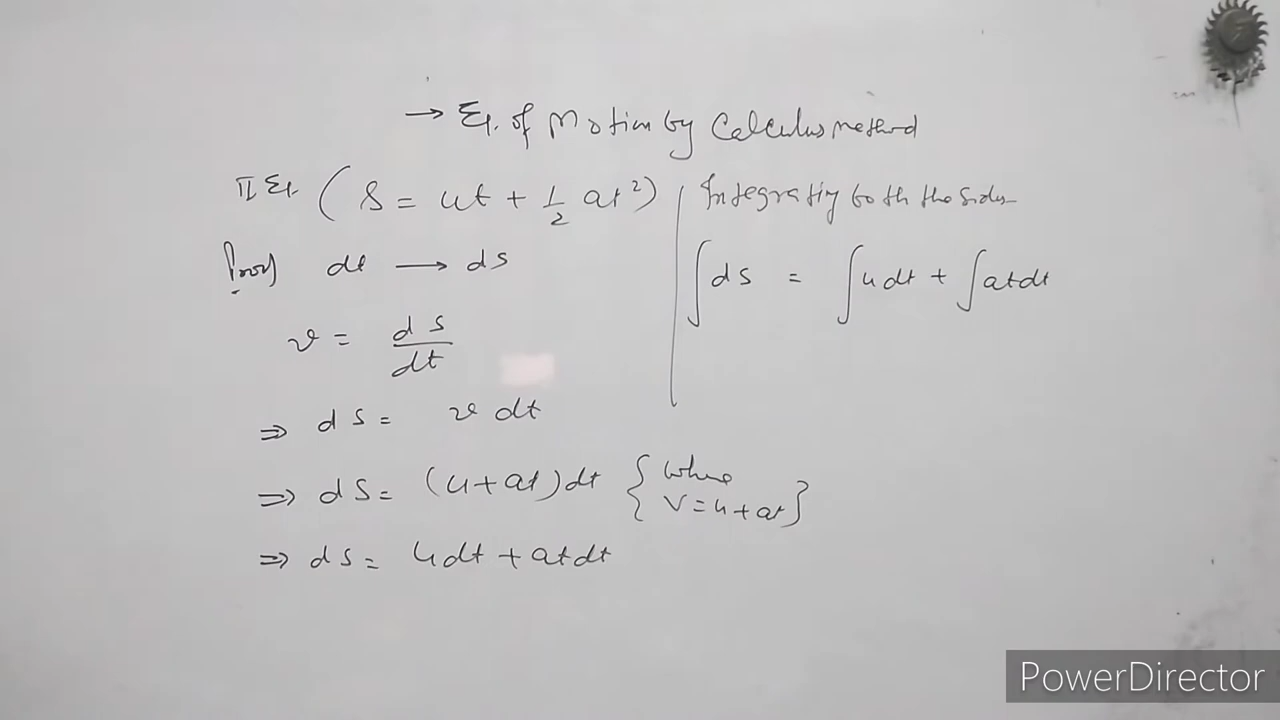 → Eq. of Motion by Calculus method
II Eq. ( S = ut + 1/2 at² )
Proof dt → ds
v = ds/dt
⇒ ds = v dt
⇒ ds = (u+at)dt { where v = u+at }
⇒ ds = udt + atdt
Integrating both the sides
∫ds = ∫udt + ∫atdt
PowerDirector